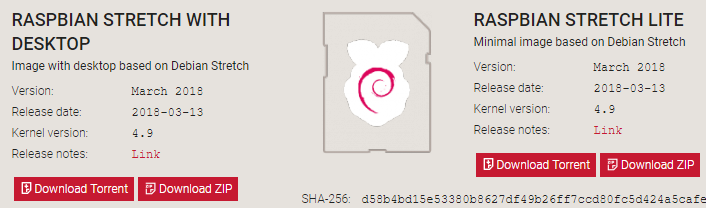 RASPBIAN STRETCH WITH
DESKTOP
Image with desktop based on Debian Stretch
Version: March 2018
Release date: 2018-03-13
Kernel version: 4.9
Release notes: Link
Download Torrent Download ZIP
RASPBIAN STRETCH LITE
Minimal image based on Debian Stretch
Version: March 2018
Release date: 2018-03-13
Kernel version: 4.9
Release notes: Link
Download Torrent Download ZIP
SHA-256: d58b4bd15e53380b8627df49b26ff7ccd80fc5d424a5cafe